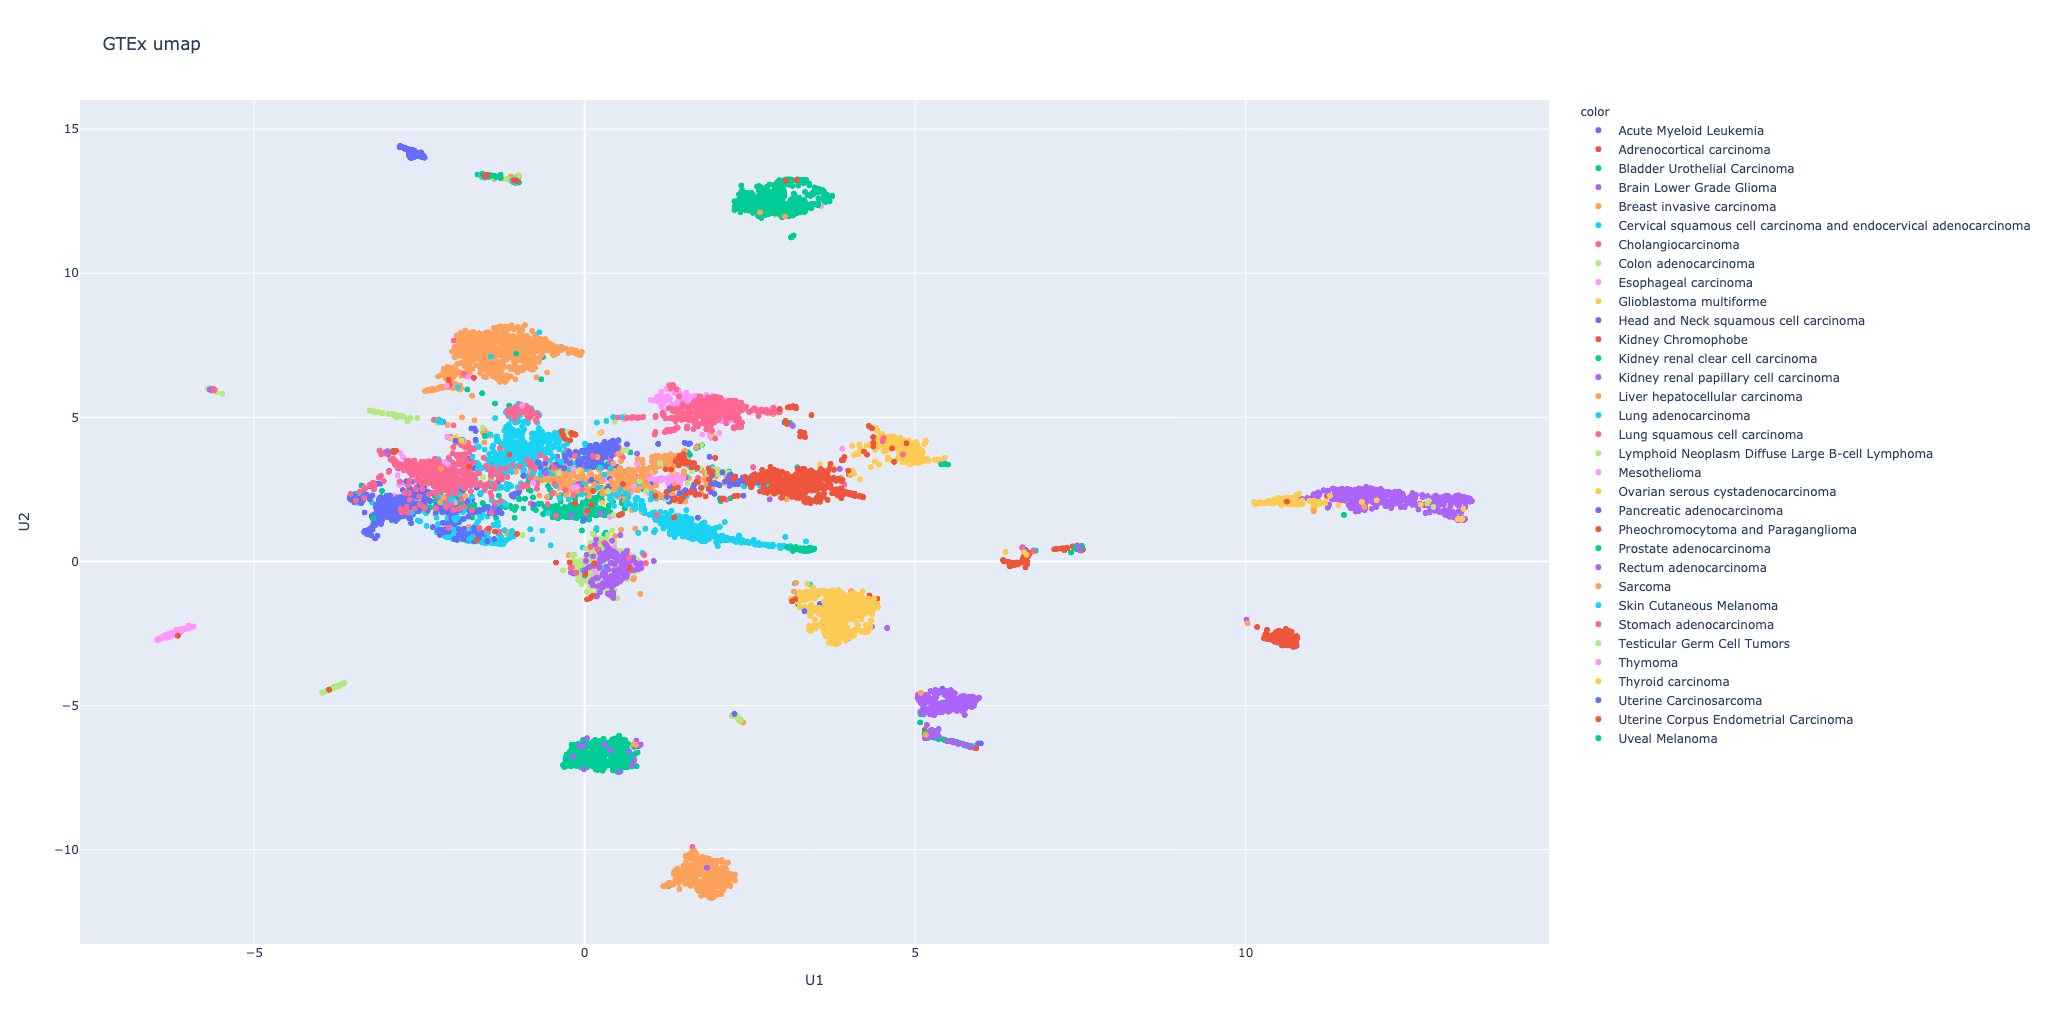 GTEx umap
15
10
5
0
−5
−10
U2
−5
0
5
10
U1
color
Acute Myeloid Leukemia
Adrenocortical carcinoma
Bladder Urothelial Carcinoma
Brain Lower Grade Glioma
Breast invasive carcinoma
Cervical squamous cell carcinoma and endocervical adenocarcinoma
Cholangiocarcinoma
Colon adenocarcinoma
Esophageal carcinoma
Glioblastoma multiforme
Head and Neck squamous cell carcinoma
Kidney Chromophobe
Kidney renal clear cell carcinoma
Kidney renal papillary cell carcinoma
Liver hepatocellular carcinoma
Lung adenocarcinoma
Lung squamous cell carcinoma
Lymphoid Neoplasm Diffuse Large B-cell Lymphoma
Mesothelioma
Ovarian serous cystadenocarcinoma
Pancreatic adenocarcinoma
Pheochromocytoma and Paraganglioma
Prostate adenocarcinoma
Rectum adenocarcinoma
Sarcoma
Skin Cutaneous Melanoma
Stomach adenocarcinoma
Testicular Germ Cell Tumors
Thymoma
Thyroid carcinoma
Uterine Carcinosarcoma
Uterine Corpus Endometrial Carcinoma
Uveal Melanoma